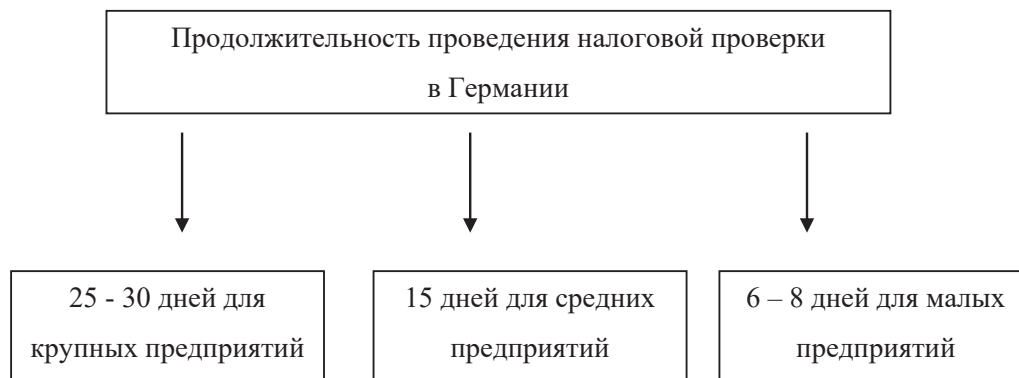 Продолжительность проведения налоговой проверки
в Германии
25 - 30 дней для
крупных предприятий
15 дней для средних
предприятий
6 – 8 дней для малых
предприятий